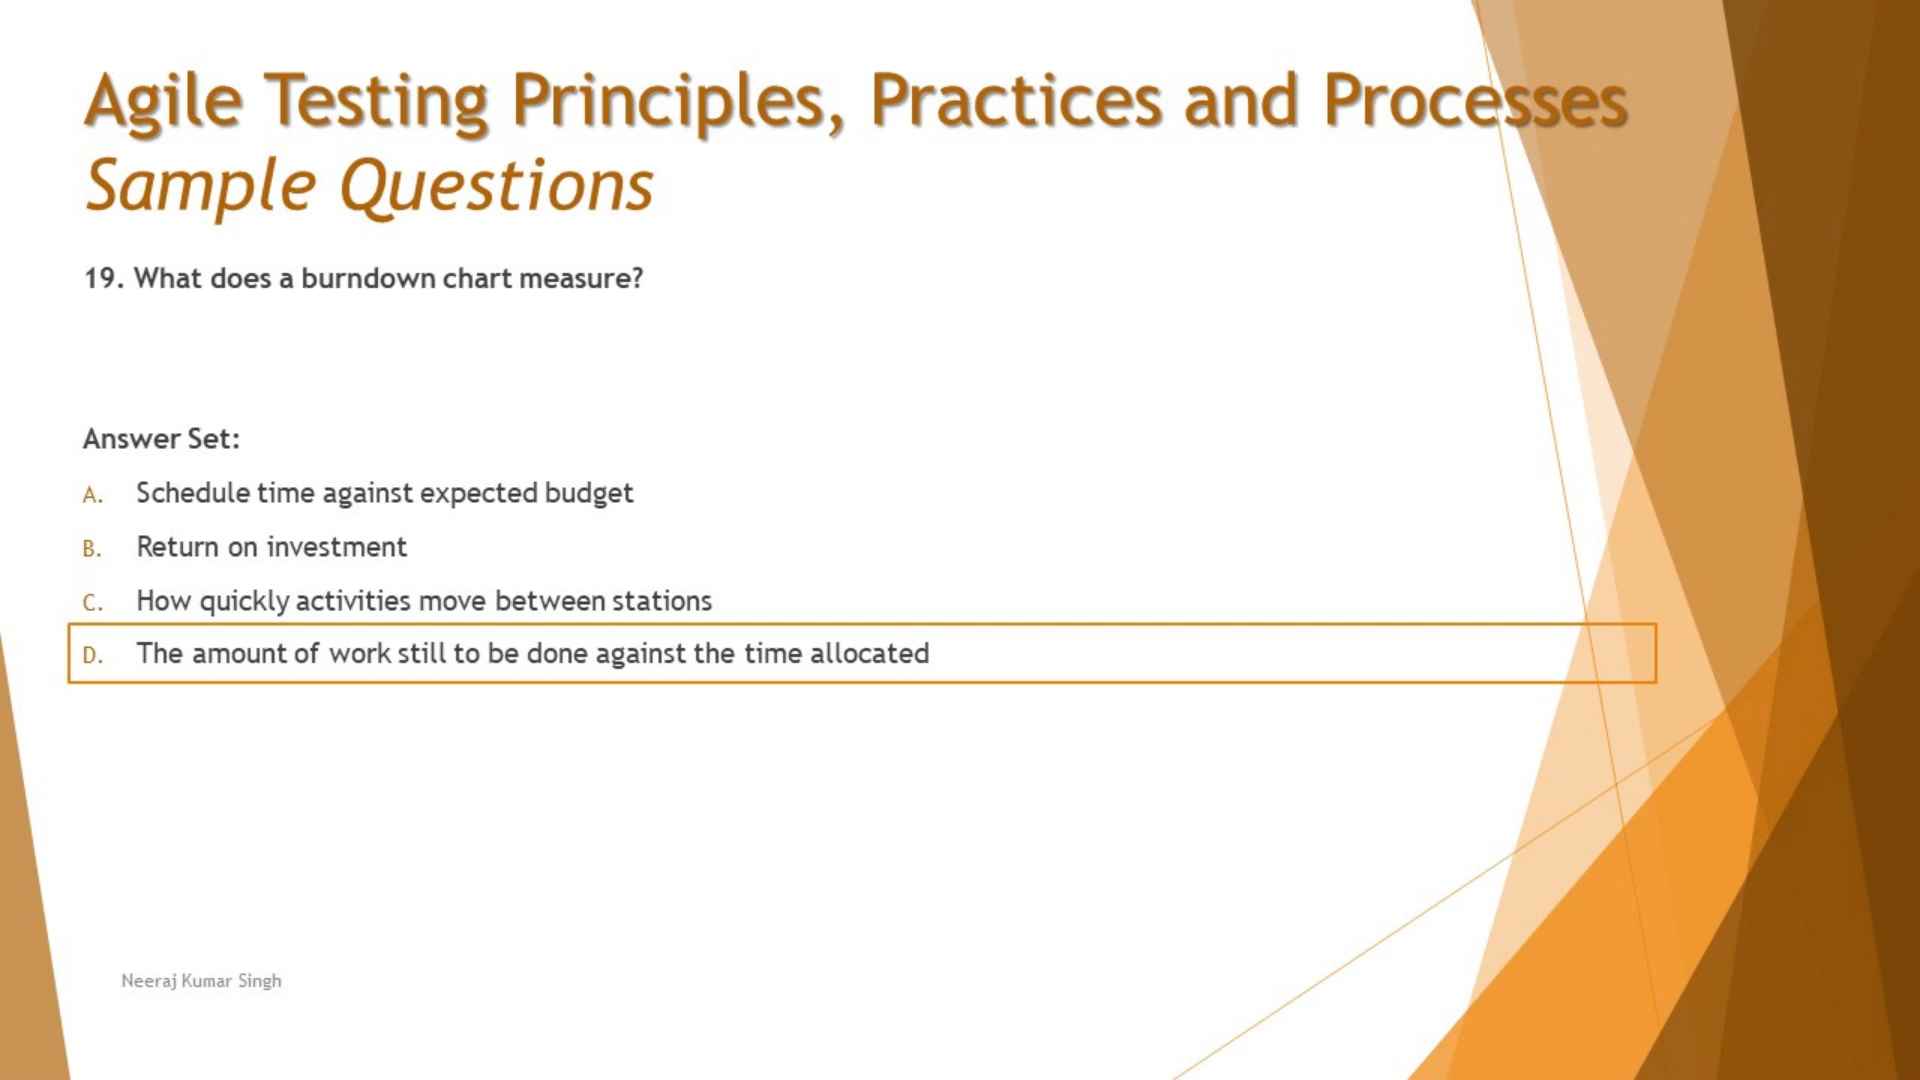 Agile Testing Principles, Practices and Processes
Sample Questions
19. What does a burndown chart measure?
Answer Set:
A. Schedule time against expected budget
B. Return on investment
C. How quickly activities move between stations
D. The amount of work still to be done against the time allocated
Neeraj Kumar Singh